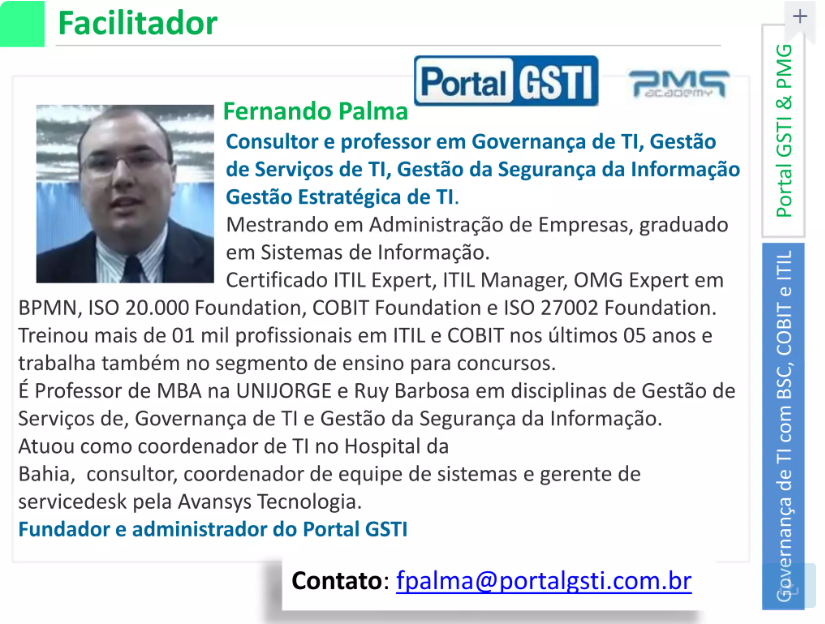 Facilitador
Portal GSTI
PMG
ACADEMY
Fernando Palma
Consultor e professor em Governança de TI, Gestão
de Serviços de TI, Gestão da Segurança da Informação
Gestão Estratégica de TI.
Mestrando em Administração de Empresas, graduado
em Sistemas de Informação.
Certificado ITIL Expert, ITIL Manager, OMG Expert em
BPMN, ISO 20.000 Foundation, COBIT Foundation e ISO 27002 Foundation.
Treinou mais de 01 mil profissionais em ITIL e COBIT nos últimos 05 anos e
trabalha também no segmento de ensino para concursos.
É Professor de MBA na UNIJORGE e Ruy Barbosa em disciplinas de Gestão de
Serviços de, Governança de TI e Gestão da Segurança da Informação.
Atuou como coordenador de TI no Hospital da
Bahia,  consultor, coordenador de equipe de sistemas e gerente de
servicedesk pela Avansys Tecnologia.
Fundador e administrador do Portal GSTI
Contato: fpalma@portalgsti.com.br
Portal GSTI & PMG
Governança de TI com BSC, COBIT e ITIL